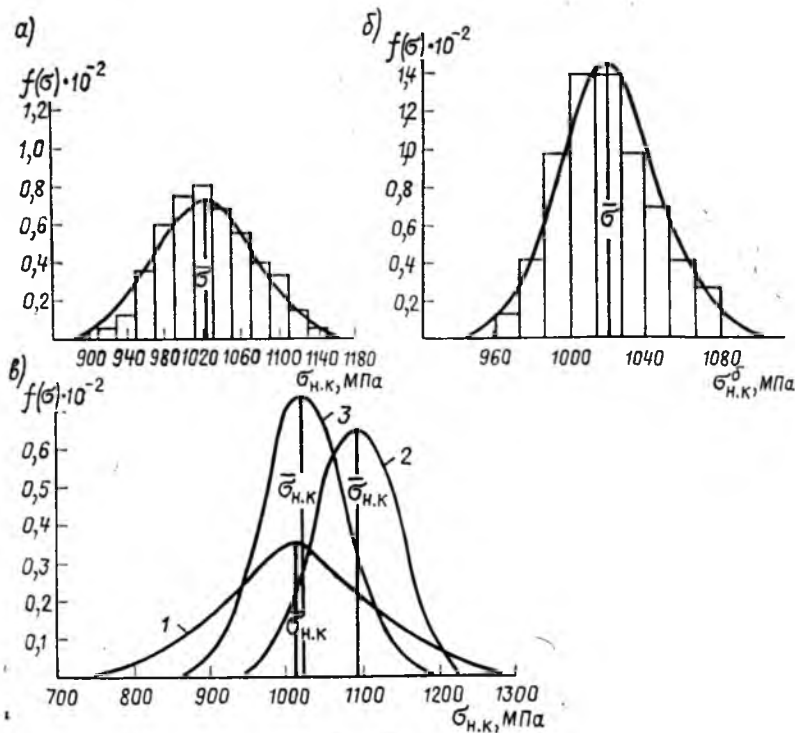 а)
f(σ)·10⁻²
1,2
1,0
0,8
0,6
0,4
0,2
σ̄
900 940 980 1020 1060 1100 1140 1180
σн.к, МПа
б)
f(σ)·10⁻²
1,4
1,2
1,0
0,8
0,6
0,4
0,2
σ̄
960 1000 1040 1080
σᵟн.к, МПа
в)
f(σ)·10⁻²
0,6
0,5
0,4
0,3
0,2
0,1
3
2
1
σ̄н.к
σ̄н.к
σ̄н.к
700 800 900 1000 1100 1200 1300
σн.к, МПа